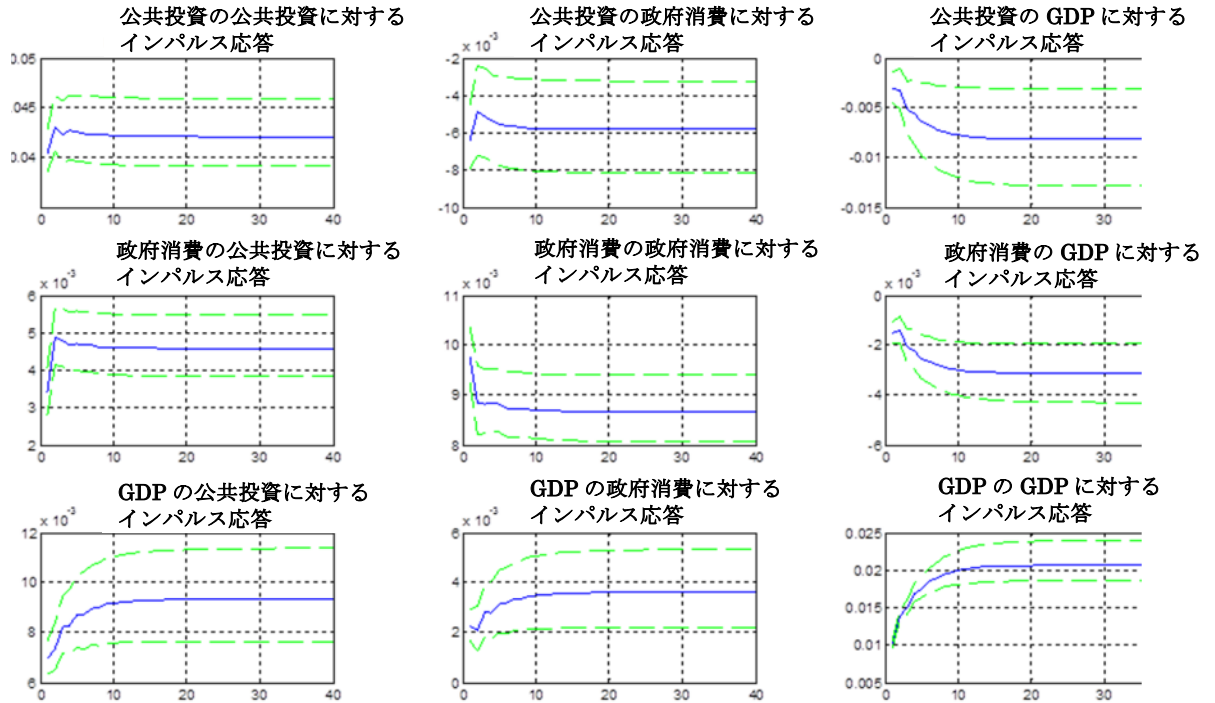 公共投資の公共投資に対する
インパルス応答
0.05
0.045
0.04
0 10 20 30 40
公共投資の政府消費に対する
インパルス応答
x 10-3
-2
-4
-6
-8
-10
0 10 20 30 40
公共投資の GDP に対する
インパルス応答
0
-0.005
-0.01
-0.015
0 10 20 30
政府消費の公共投資に対する
インパルス応答
x 10-3
6
5
4
3
2
0 10 20 30 40
政府消費の政府消費に対する
インパルス応答
x 10-3
11
10
9
8
0 10 20 30 40
政府消費の GDP に対する
インパルス応答
x 10-3
0
-2
-4
-6
0 10 20 30
GDP の公共投資に対する
インパルス応答
x 10-3
12
10
8
6
0 10 20 30 40
GDP の政府消費に対する
インパルス応答
x 10-3
6
4
2
0
0 10 20 30 40
GDP の GDP に対する
インパルス応答
0.025
0.02
0.015
0.01
0.005
0 10 20 30